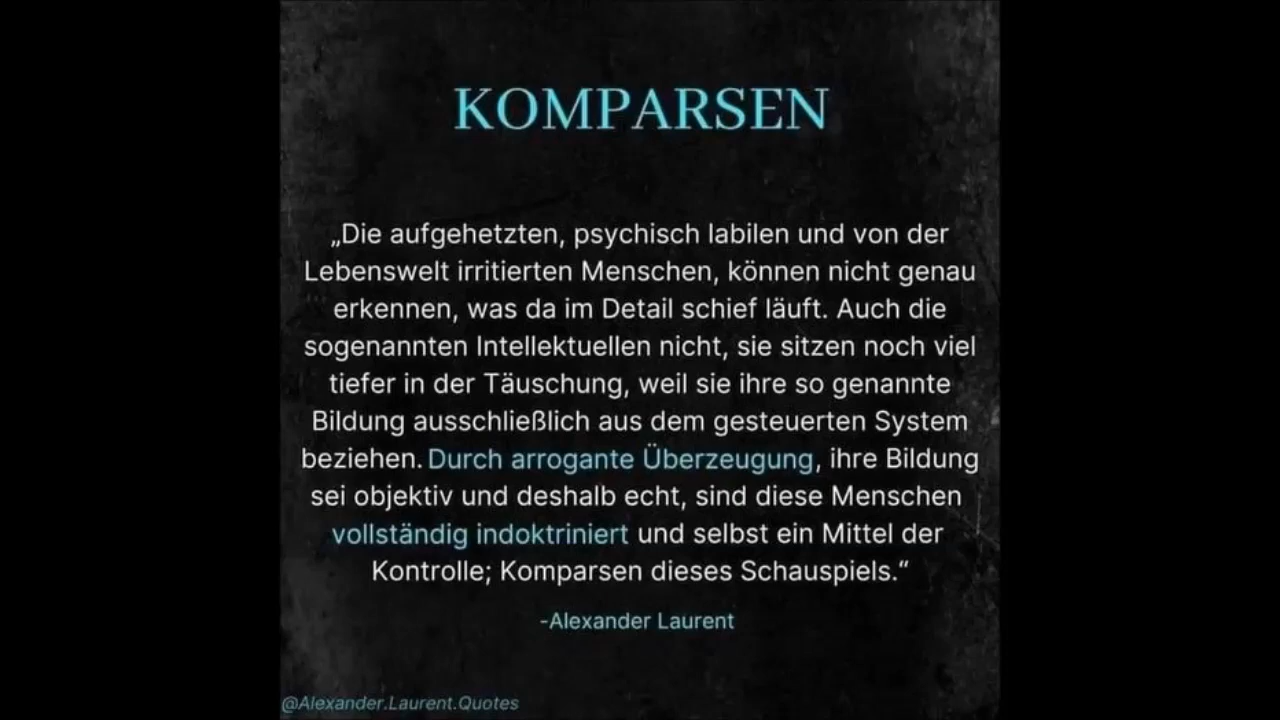 KOMPARSEN
„Die aufgehetzten, psychisch labilen und von der
Lebenswelt irritierten Menschen, können nicht genau
erkennen, was da im Detail schief läuft. Auch die
sogenannten Intellektuellen nicht, sie sitzen noch viel
tiefer in der Täuschung, weil sie ihre so genannte
Bildung ausschließlich aus dem gesteuerten System
beziehen. Durch arrogante Überzeugung, ihre Bildung
sei objektiv und deshalb echt, sind diese Menschen
vollständig indoktriniert und selbst ein Mittel der
Kontrolle; Komparsen dieses Schauspiels.“
-Alexander Laurent
@Alexander.Laurent.Quotes